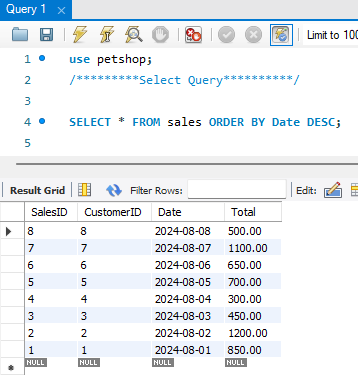 Query 1
Limit to 100
1 use petshop;
2 /*********Select Query**********/
3
4 SELECT * FROM sales ORDER BY Date DESC;
5
Result Grid Filter Rows: Edit:
SalesID CustomerID Date Total
8 8 2024-08-08 500.00
7 7 2024-08-07 1100.00
6 6 2024-08-06 650.00
5 5 2024-08-05 700.00
4 4 2024-08-04 300.00
3 3 2024-08-03 450.00
2 2 2024-08-02 1200.00
1 1 2024-08-01 850.00
NULL NULL NULL NULL